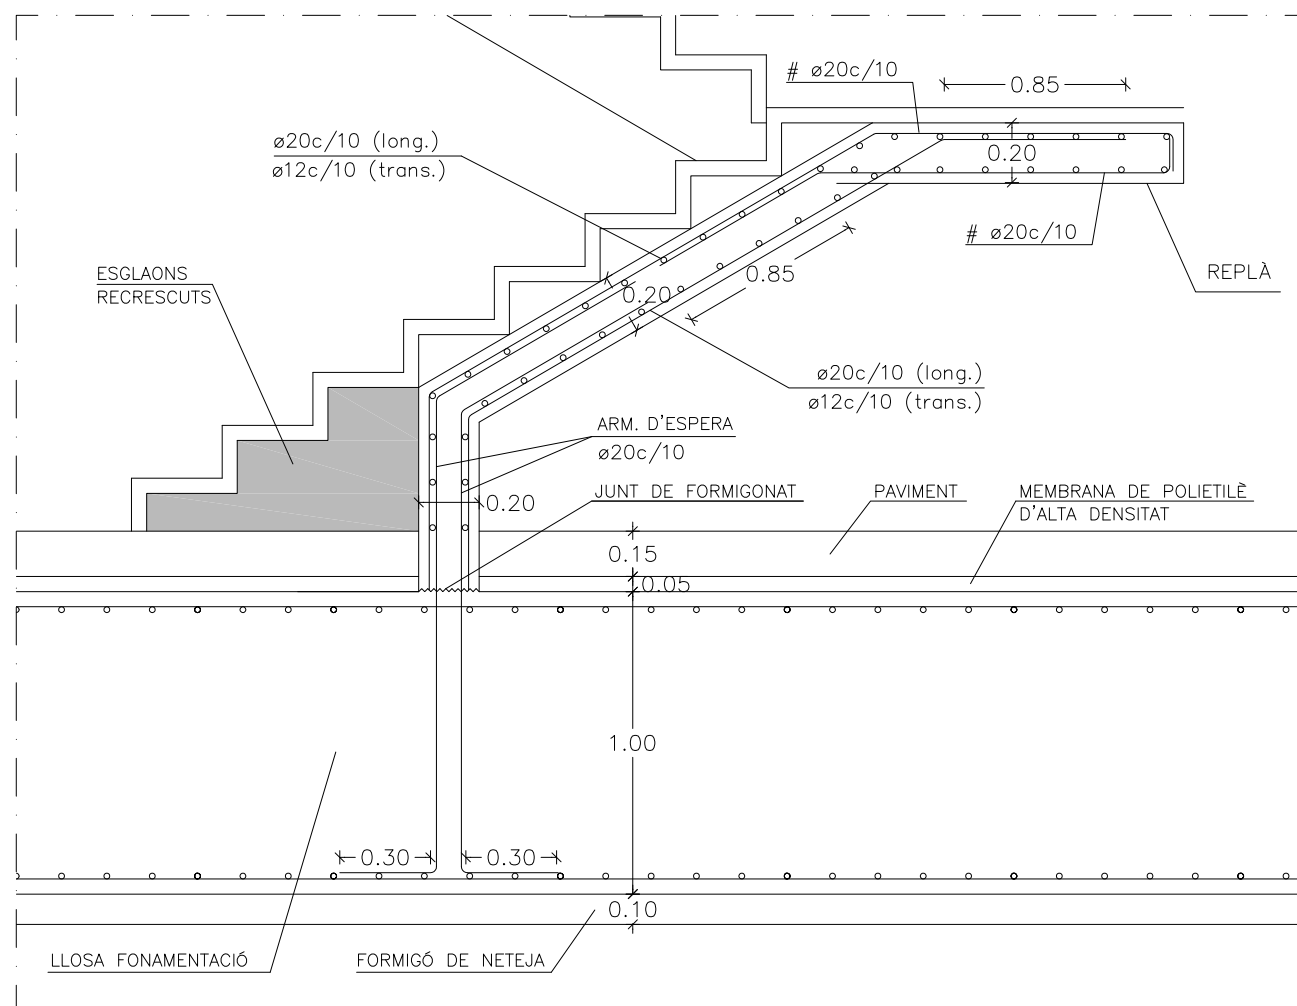 # ø20c/10
0.85
ø20c/10 (long.)
ø12c/10 (trans.)
0.20
# ø20c/10
REPLÀ
ESGLAONS
RECRESCUTS
0.85
0.20
ø20c/10 (long.)
ø12c/10 (trans.)
ARM. D'ESPERA
ø20c/10
JUNT DE FORMIGONAT
PAVIMENT
MEMBRANA DE POLIETILÈ
D'ALTA DENSITAT
0.20
0.15
0.05
1.00
0.30
0.30
0.10
LLOSA FONAMENTACIÓ
FORMIGÓ DE NETEJA